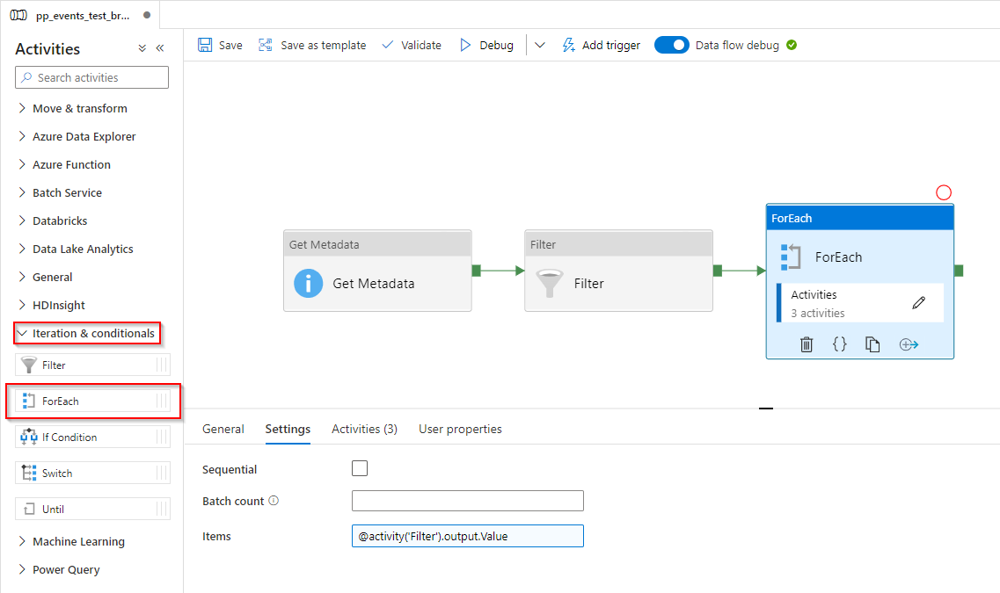 pp_events_test_br...
Activities
Search activities
Move & transform
Azure Data Explorer
Azure Function
Batch Service
Databricks
Data Lake Analytics
General
HDInsight
Iteration & conditionals
Filter
ForEach
If Condition
Switch
Until
Machine Learning
Power Query
Save
Save as template
Validate
Debug
Add trigger
Data flow debug
Get Metadata
Get Metadata
Filter
Filter
ForEach
ForEach
Activities
3 activities
General
Settings
Activities (3)
User properties
Sequential
Batch count
Items
@activity('Filter').output.Value